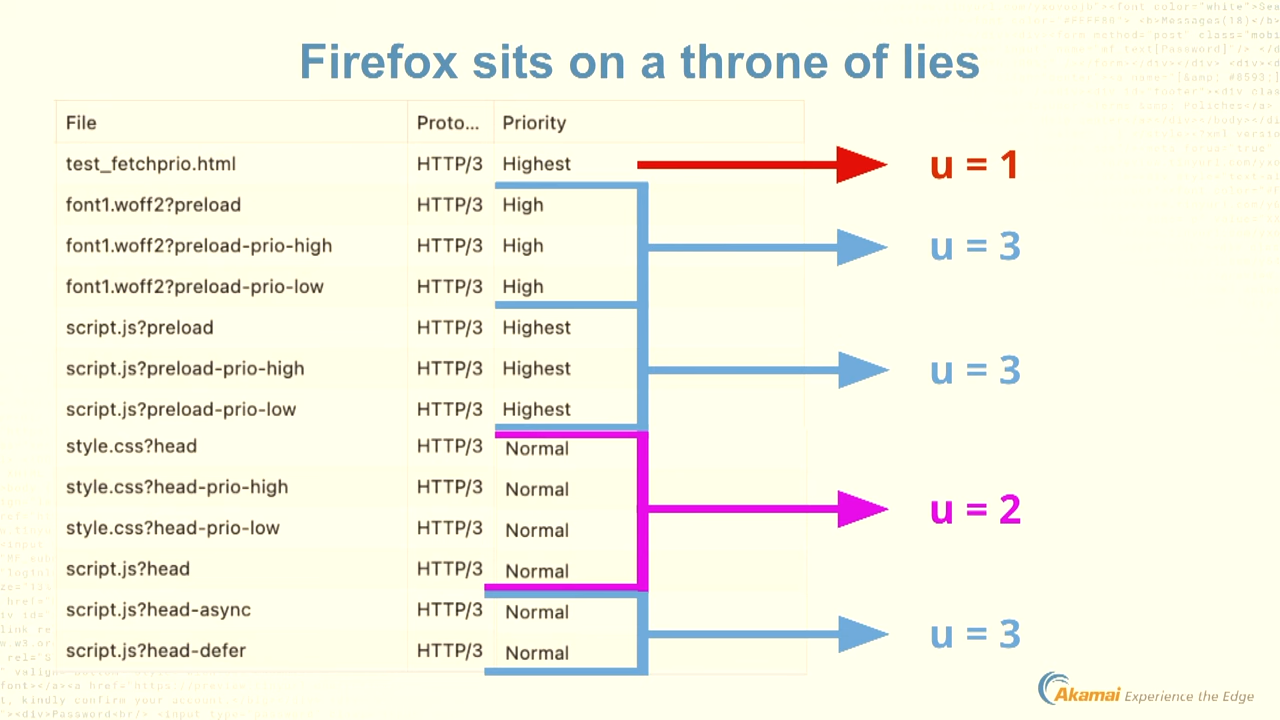 Firefox sits on a throne of lies
File Proto... Priority
test_fetchprio.html HTTP/3 Highest u = 1
font1.woff2?preload HTTP/3 High
font1.woff2?preload-prio-high HTTP/3 High u = 3
font1.woff2?preload-prio-low HTTP/3 High
script.js?preload HTTP/3 Highest
script.js?preload-prio-high HTTP/3 Highest u = 3
script.js?preload-prio-low HTTP/3 Highest
style.css?head HTTP/3 Normal
style.css?head-prio-high HTTP/3 Normal
style.css?head-prio-low HTTP/3 Normal u = 2
script.js?head HTTP/3 Normal
script.js?head-async HTTP/3 Normal
script.js?head-defer HTTP/3 Normal u = 3
Akamai Experience the Edge